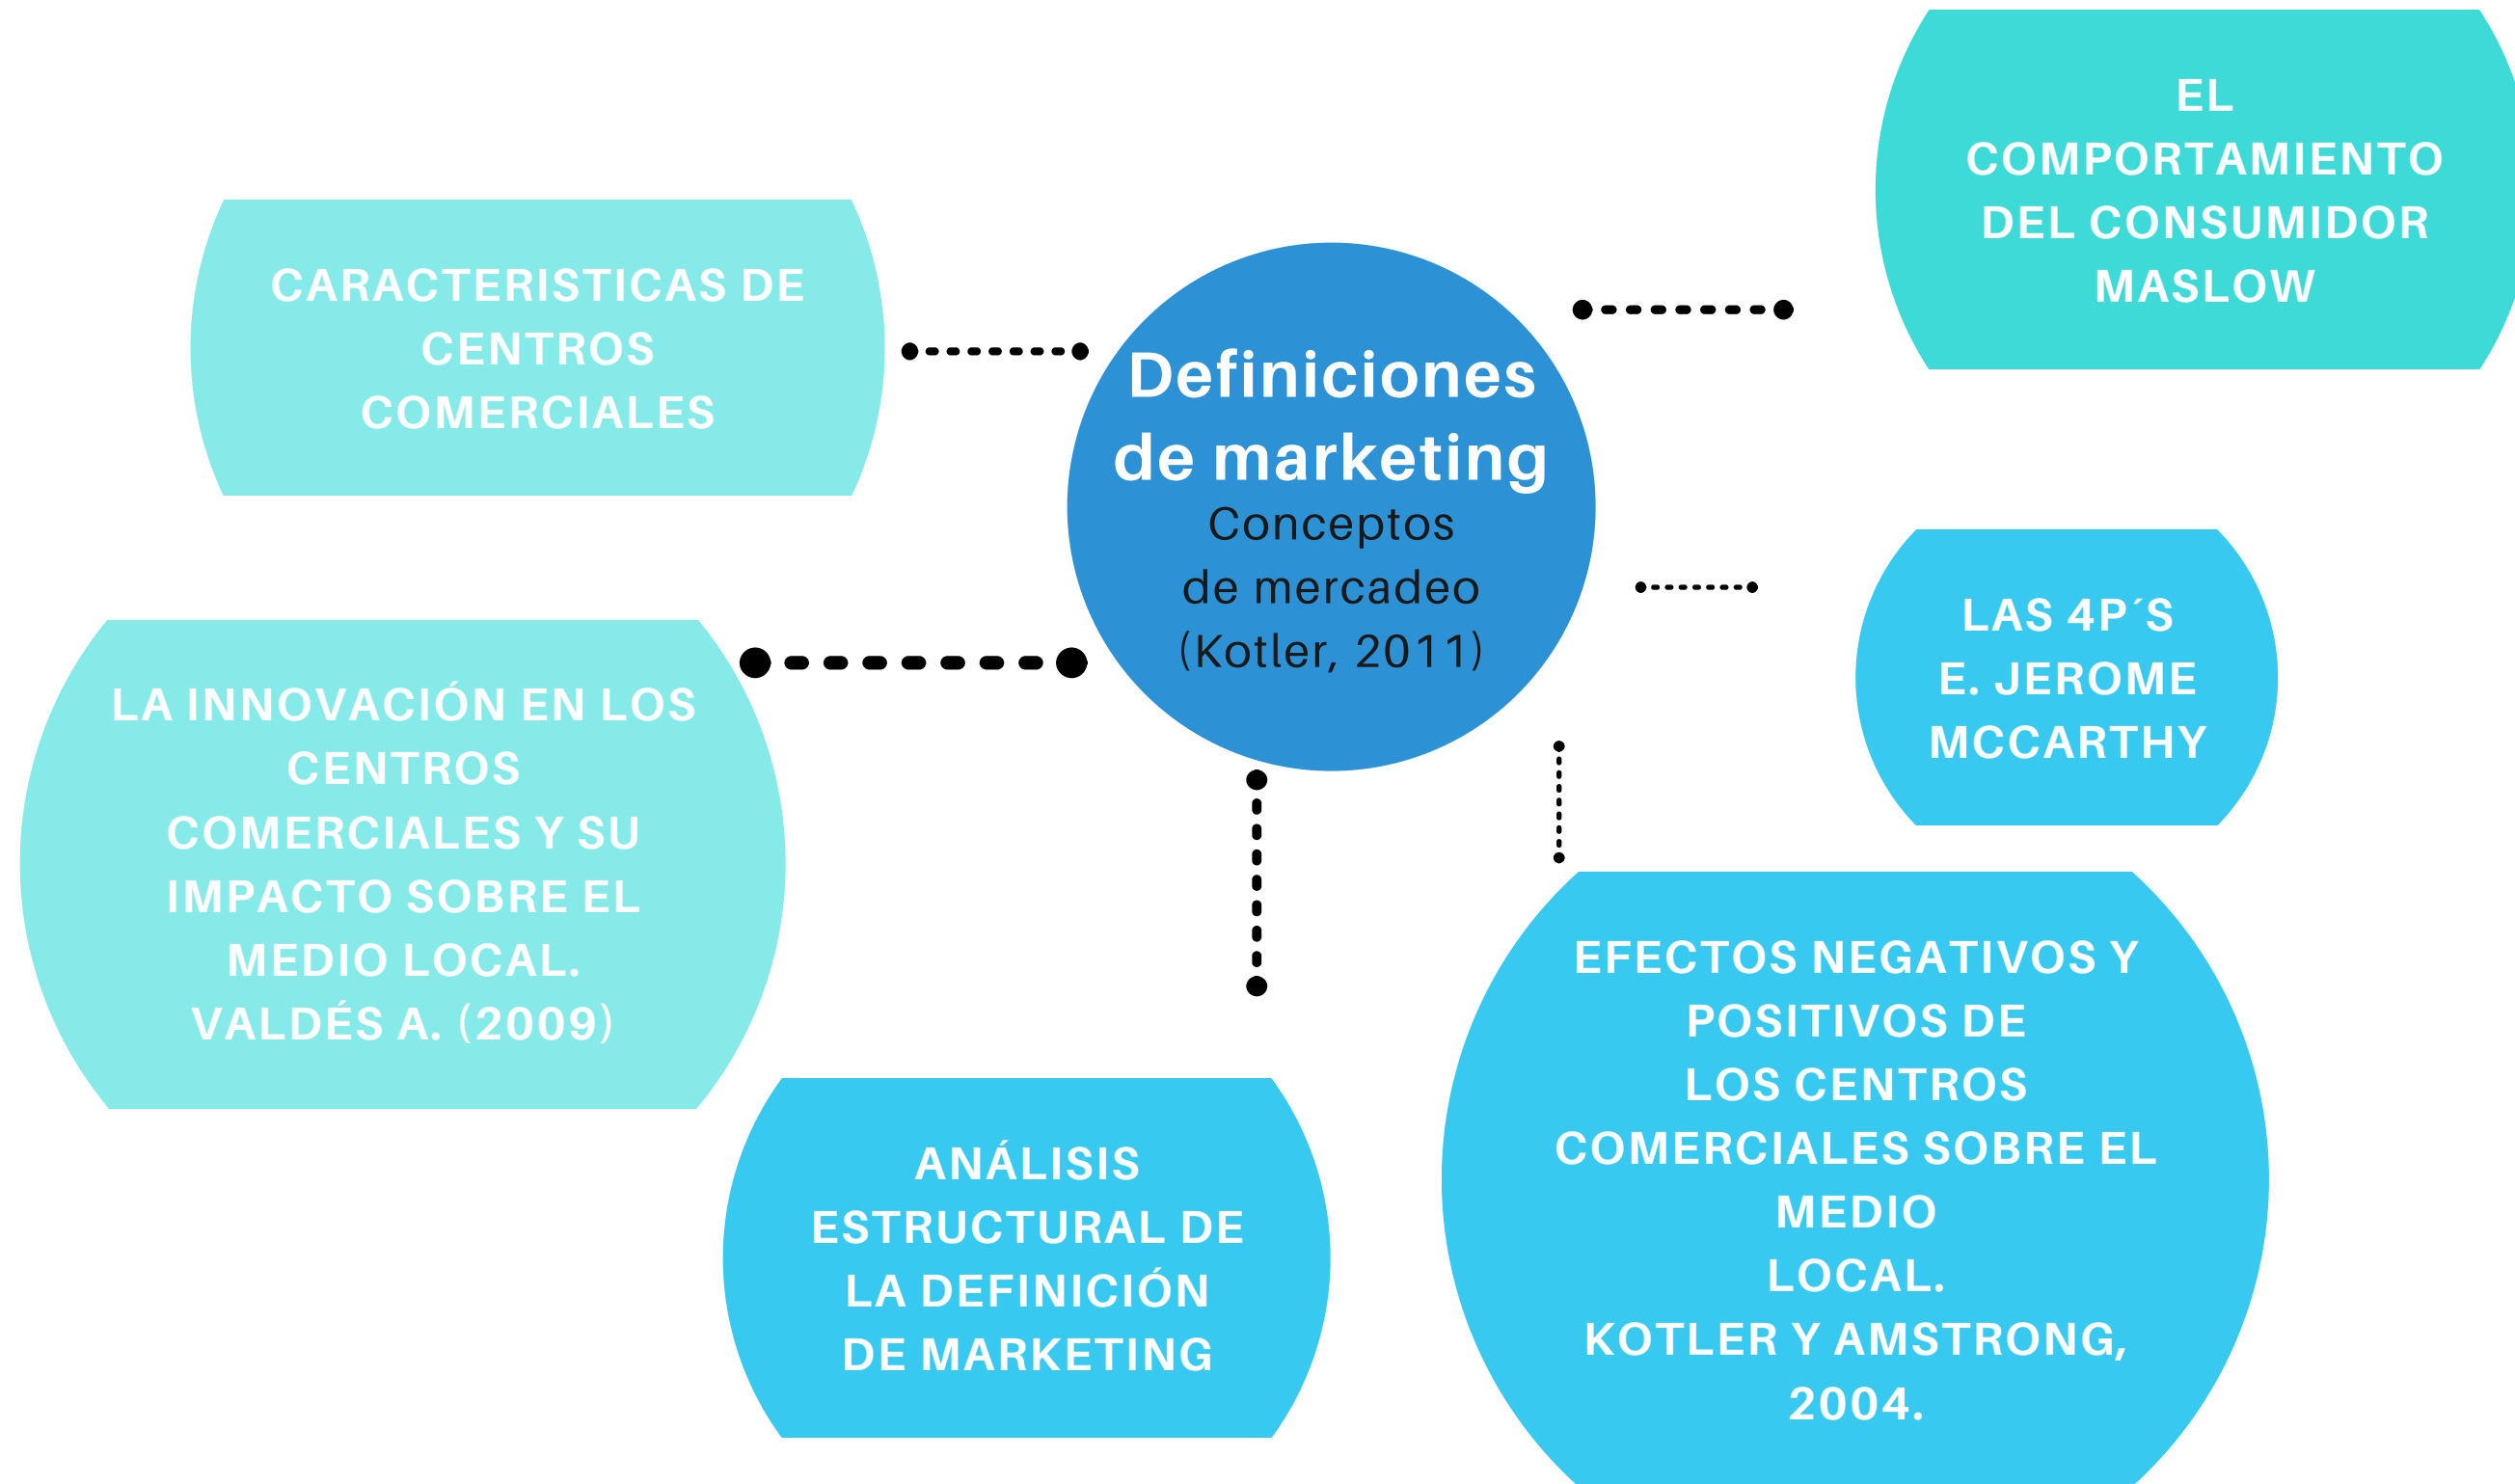 EL
COMPORTAMIENTO
DEL CONSUMIDOR
MASLOW
CARACTERISTICAS DE
CENTROS
COMERCIALES
Definiciones
de marketing
Conceptos
de mercadeo
(Kotler, 2011)
LAS 4P´S
E. JEROME
MCCARTHY
LA INNOVACIÓN EN LOS
CENTROS
COMERCIALES Y SU
IMPACTO SOBRE EL
MEDIO LOCAL.
VALDÉS A. (2009)
EFECTOS NEGATIVOS Y
POSITIVOS DE
LOS CENTROS
COMERCIALES SOBRE EL
MEDIO
LOCAL.
KOTLER Y AMSTRONG,
2004.
ANÁLISIS
ESTRUCTURAL DE
LA DEFINICIÓN
DE MARKETING